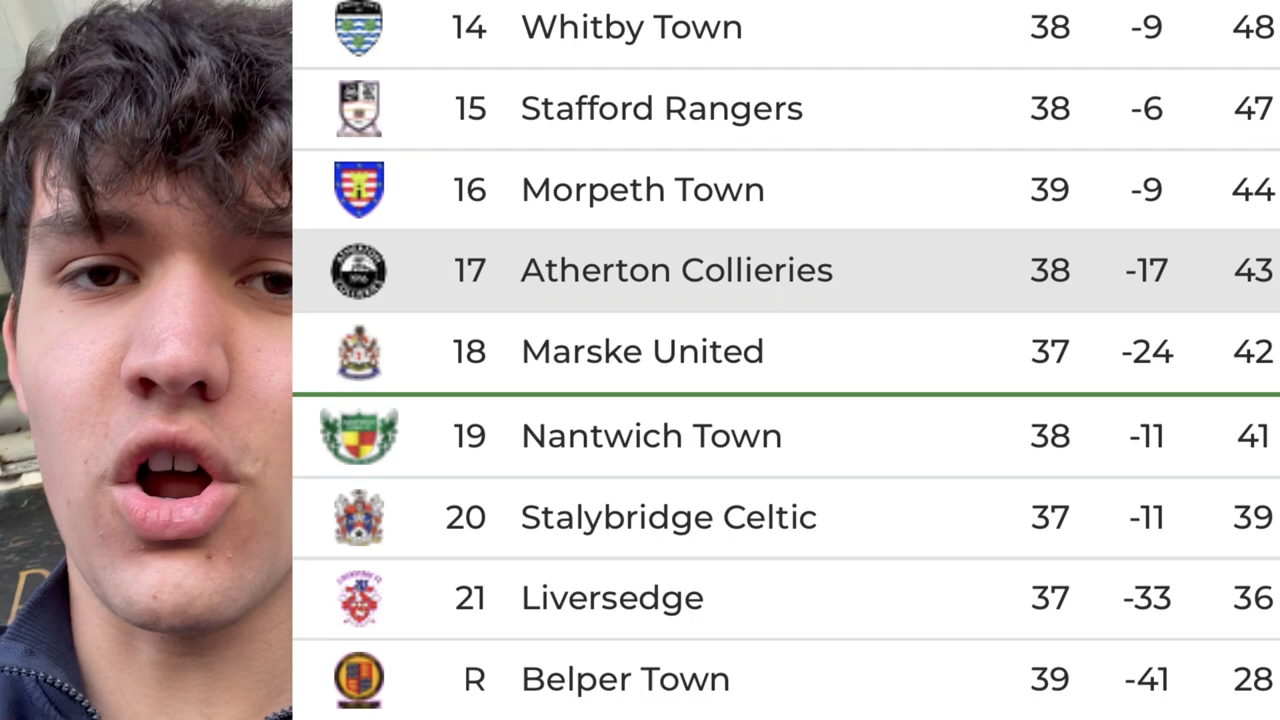 14 Whitby Town 38 -9 48
15 Stafford Rangers 38 -6 47
16 Morpeth Town 39 -9 44
17 Atherton Collieries 38 -17 43
18 Marske United 37 -24 42
19 Nantwich Town 38 -11 41
20 Stalybridge Celtic 37 -11 39
21 Liversedge 37 -33 36
R Belper Town 39 -41 28